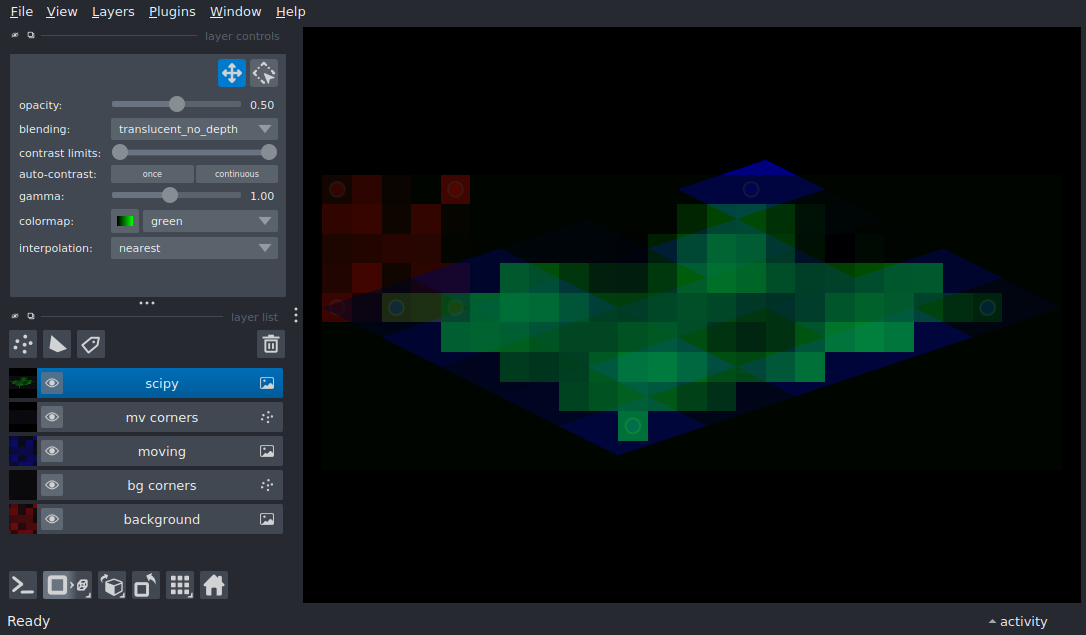 File View Layers Plugins Window Help
layer controls
opacity: 0.50
blending: translucent_no_depth
contrast limits:
auto-contrast: once continuous
gamma: 1.00
colormap: green
interpolation: nearest
layer list
scipy
mv corners
moving
bg corners
background
Ready activity